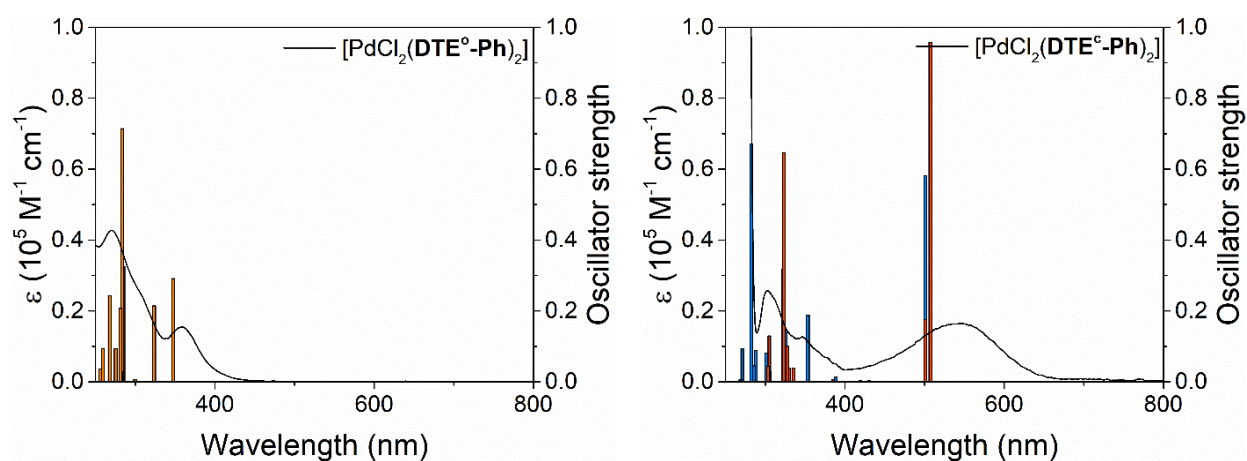 [PdCl₂(DTEᵒ-Ph)₂]
1.0
0.8
0.6
0.4
0.2
0.0
ε (10⁵ M⁻¹ cm⁻¹)
1.0
0.8
0.6
0.4
0.2
0.0
Oscillator strength
400 600 800
Wavelength (nm)
[PdCl₂(DTEᶜ-Ph)₂]
1.0
0.8
0.6
0.4
0.2
0.0
ε (10⁵ M⁻¹ cm⁻¹)
1.0
0.8
0.6
0.4
0.2
0.0
Oscillator strength
400 600 800
Wavelength (nm)